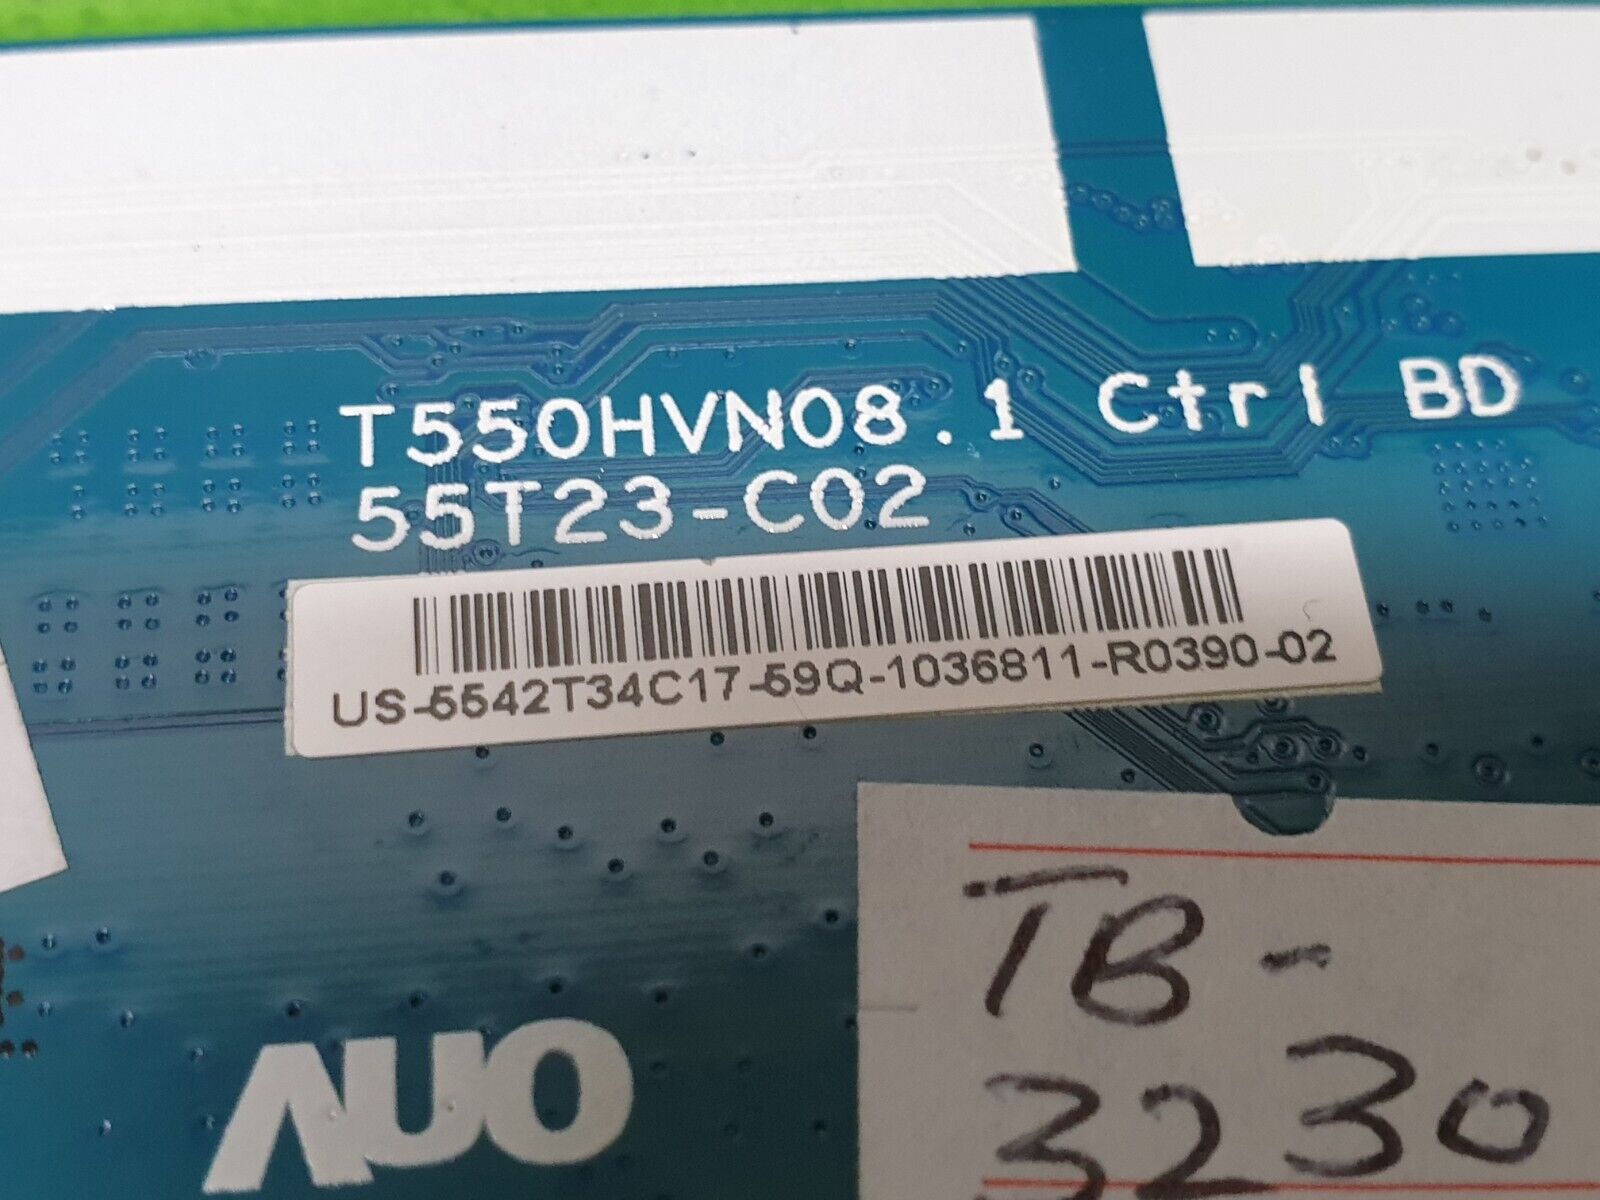 T550HVN08.1 Ctrl BD
55T23-C02
US-5542T34C17-59Q-1036811-R0390-02
AUO
TB-
3230